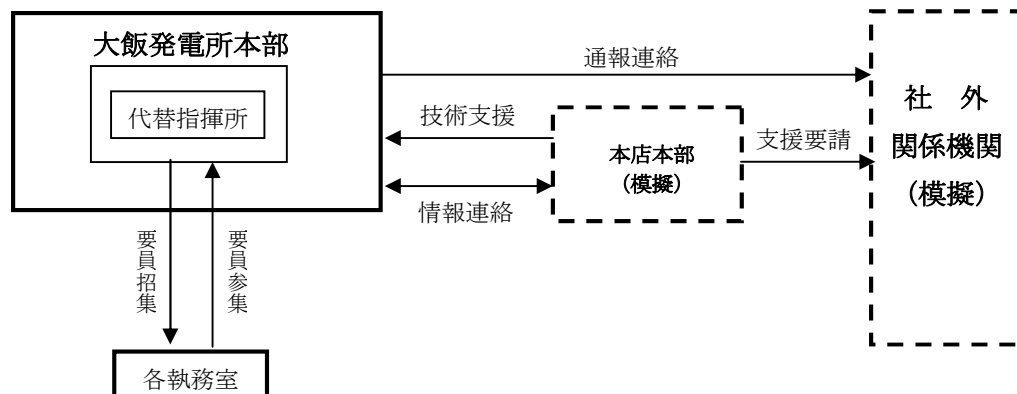 大飯発電所本部
代替指揮所
通報連絡
技術支援
情報連絡
本店本部
(模擬)
支援要請
社　外
関係機関
(模擬)
要員招集
要員参集
各執務室